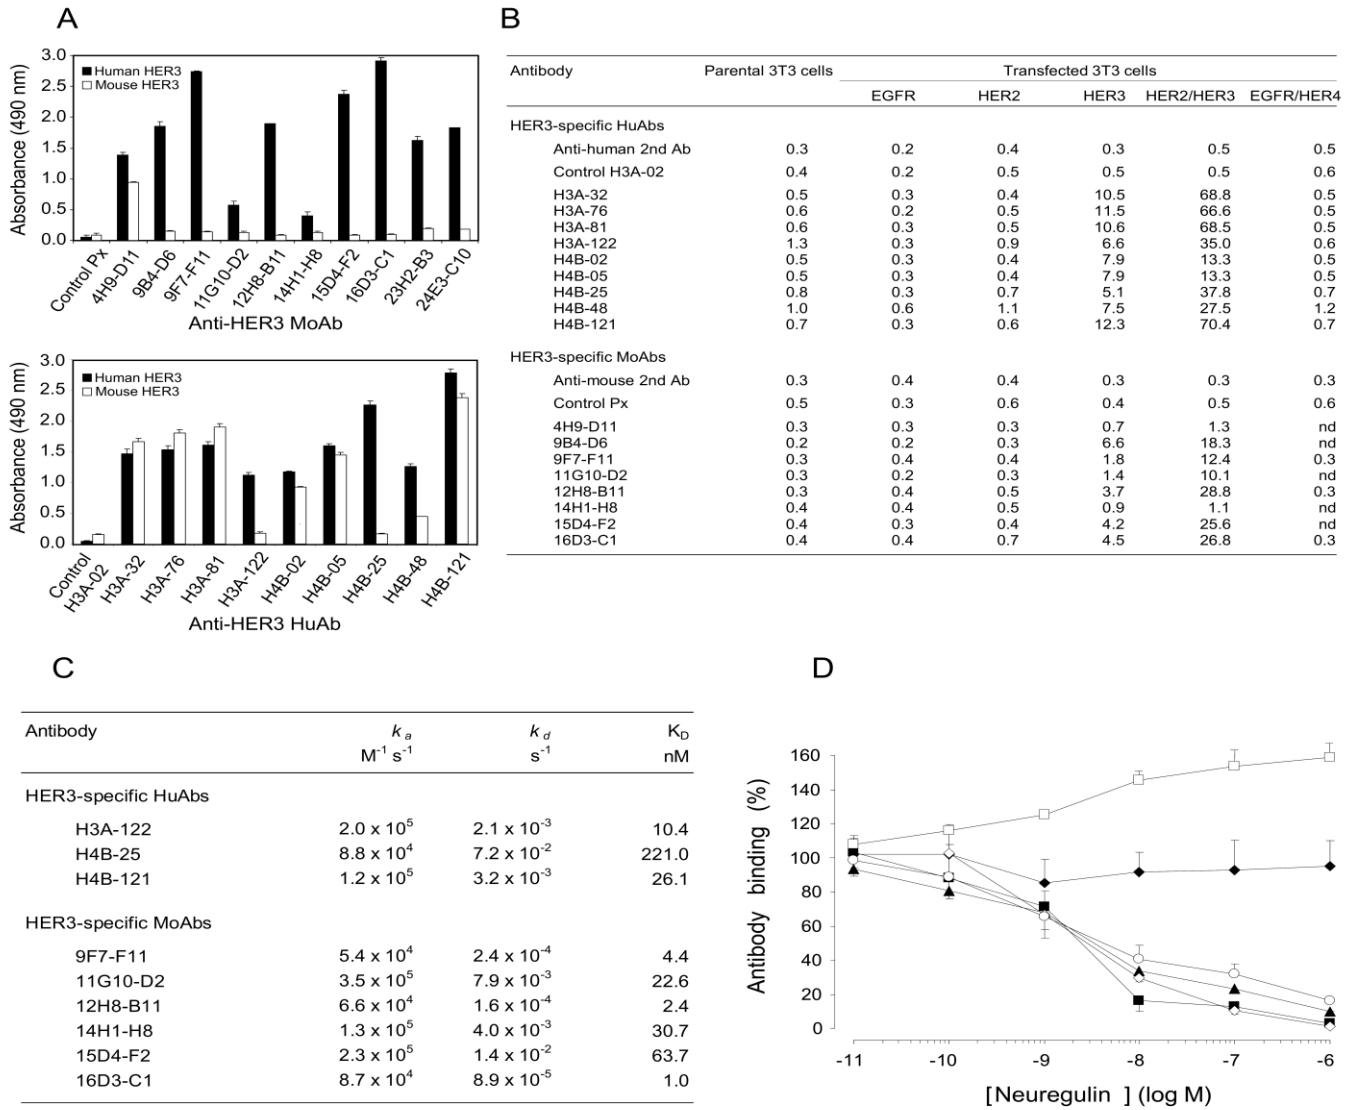 A
3.0
2.5
2.0
1.5
1.0
0.5
0.0
Absorbance (490 nm)
Human HER3
Mouse HER3
Control Px
4H9-D11
9B4-D6
9F7-F11
11G10-D2
12H8-B11
14H1-H8
15D4-F2
16D3-C1
23H2-B3
24E3-C10
Anti-HER3 MoAb
3.0
2.5
2.0
1.5
1.0
0.5
0.0
Absorbance (490 nm)
Human HER3
Mouse HER3
Control
H3A-02
H3A-32
H3A-76
H3A-81
H3A-122
H4B-02
H4B-05
H4B-25
H4B-48
H4B-121
Anti-HER3 HuAb
B
Antibody Parental 3T3 cells Transfected 3T3 cells
EGFR HER2 HER3 HER2/HER3 EGFR/HER4
HER3-specific HuAbs
Anti-human 2nd Ab 0.3 0.2 0.4 0.3 0.5 0.5
Control H3A-02 0.4 0.2 0.5 0.5 0.5 0.6
H3A-32 0.5 0.3 0.4 10.5 68.8 0.5
H3A-76 0.6 0.2 0.5 11.5 66.6 0.5
H3A-81 0.6 0.3 0.5 10.6 68.5 0.5
H3A-122 1.3 0.3 0.9 6.6 35.0 0.6
H4B-02 0.5 0.3 0.4 7.9 13.3 0.5
H4B-05 0.5 0.3 0.4 7.9 13.3 0.5
H4B-25 0.8 0.3 0.7 5.1 37.8 0.7
H4B-48 1.0 0.6 1.1 7.5 27.5 1.2
H4B-121 0.7 0.3 0.6 12.3 70.4 0.7
HER3-specific MoAbs
Anti-mouse 2nd Ab 0.3 0.4 0.4 0.3 0.3 0.3
Control Px 0.5 0.3 0.6 0.4 0.5 0.6
4H9-D11 0.3 0.3 0.3 0.7 1.3 nd
9B4-D6 0.2 0.2 0.3 6.6 18.3 nd
9F7-F11 0.3 0.4 0.4 1.8 12.4 0.3
11G10-D2 0.3 0.2 0.3 1.4 10.1 nd
12H8-B11 0.3 0.4 0.5 3.7 28.8 0.3
14H1-H8 0.4 0.4 0.5 0.9 1.1 nd
15D4-F2 0.4 0.3 0.4 4.2 25.6 nd
16D3-C1 0.4 0.4 0.7 4.5 26.8 0.3
C
Antibody k a k d KD
M⁻¹ s⁻¹ s⁻¹ nM
HER3-specific HuAbs
H3A-122 2.0 x 10⁵ 2.1 x 10⁻³ 10.4
H4B-25 8.8 x 10⁴ 7.2 x 10⁻² 221.0
H4B-121 1.2 x 10⁵ 3.2 x 10⁻³ 26.1
HER3-specific MoAbs
9F7-F11 5.4 x 10⁴ 2.4 x 10⁻⁴ 4.4
11G10-D2 3.5 x 10⁵ 7.9 x 10⁻³ 22.6
12H8-B11 6.6 x 10⁴ 1.6 x 10⁻⁴ 2.4
14H1-H8 1.3 x 10⁵ 4.0 x 10⁻³ 30.7
15D4-F2 2.3 x 10⁵ 1.4 x 10⁻² 63.7
16D3-C1 8.7 x 10⁴ 8.9 x 10⁻⁵ 1.0
D
160
140
120
100
80
60
40
20
0
Antibody binding (%)
-11 -10 -9 -8 -7 -6
[Neuregulin ] (log M)